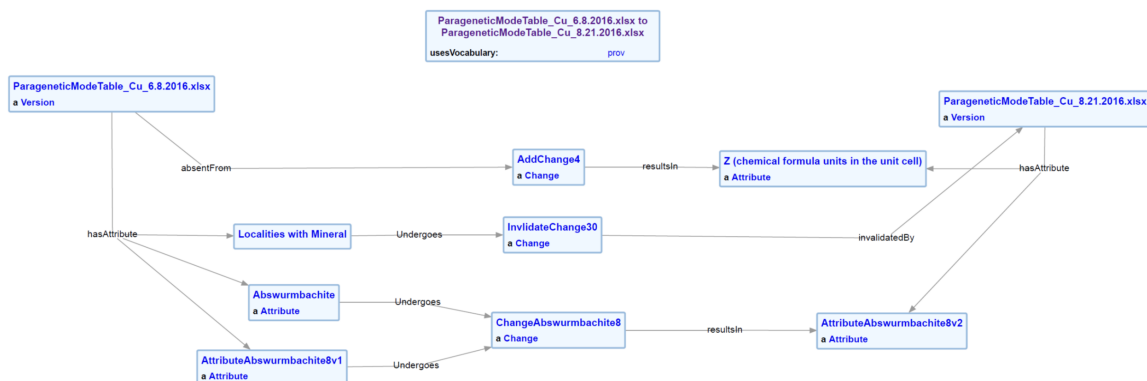 ParageneticModeTable_Cu_6.8.2016.xlsx to
ParageneticModeTable_Cu_8.21.2016.xlsx
usesVocabulary: prov
ParageneticModeTable_Cu_6.8.2016.xlsx
a Version
ParageneticModeTable_Cu_8.21.2016.xlsx
a Version
absentFrom
AddChange4
a Change
resultsIn
Z (chemical formula units in the unit cell)
a Attribute
hasAttribute
hasAttribute
Localities with Mineral
Undergoes
InvlidateChange30
a Change
invalidatedBy
Abswurmbachite
a Attribute
Undergoes
ChangeAbswurmbachite8
a Change
resultsIn
AttributeAbswurmbachite8v2
a Attribute
AttributeAbswurmbachite8v1
a Attribute
Undergoes